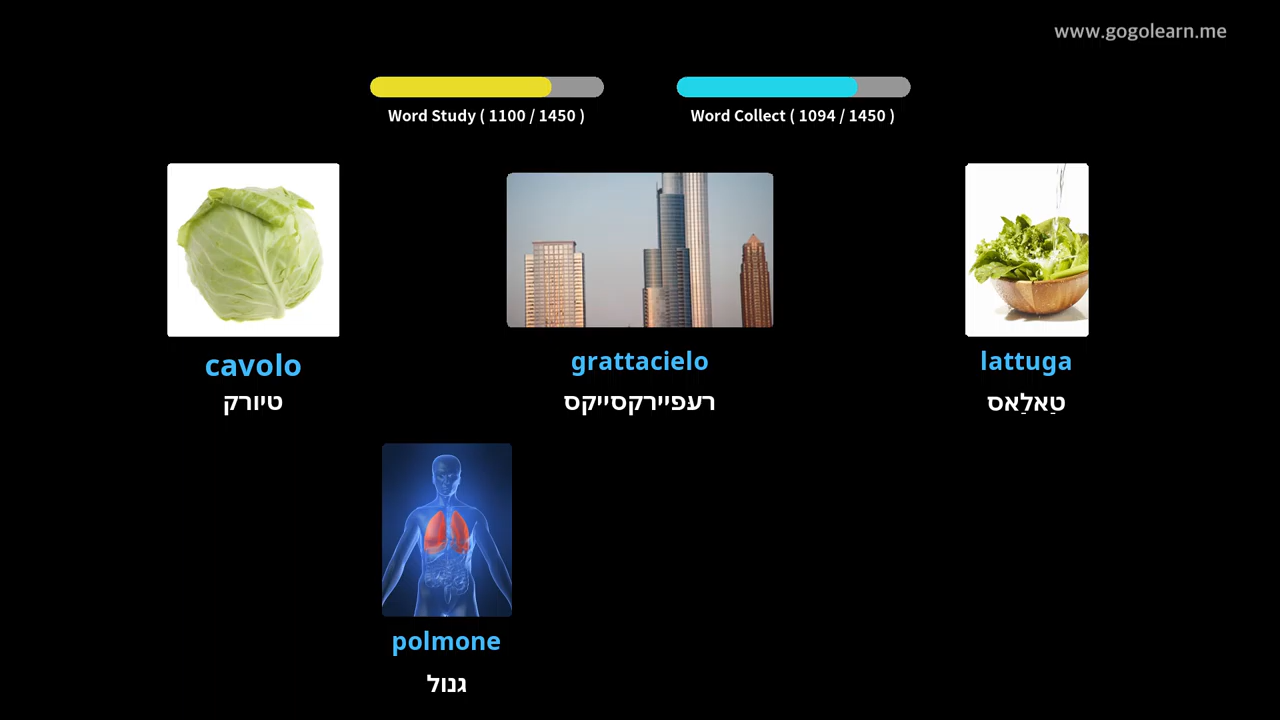 www.gogolearn.me
Word Study ( 1100 / 1450 )
Word Collect ( 1094 / 1450 )
cavolo
טיורק
grattacielo
רעפיירקסייקס
lattuga
טַאלַאס
polmone
גנול